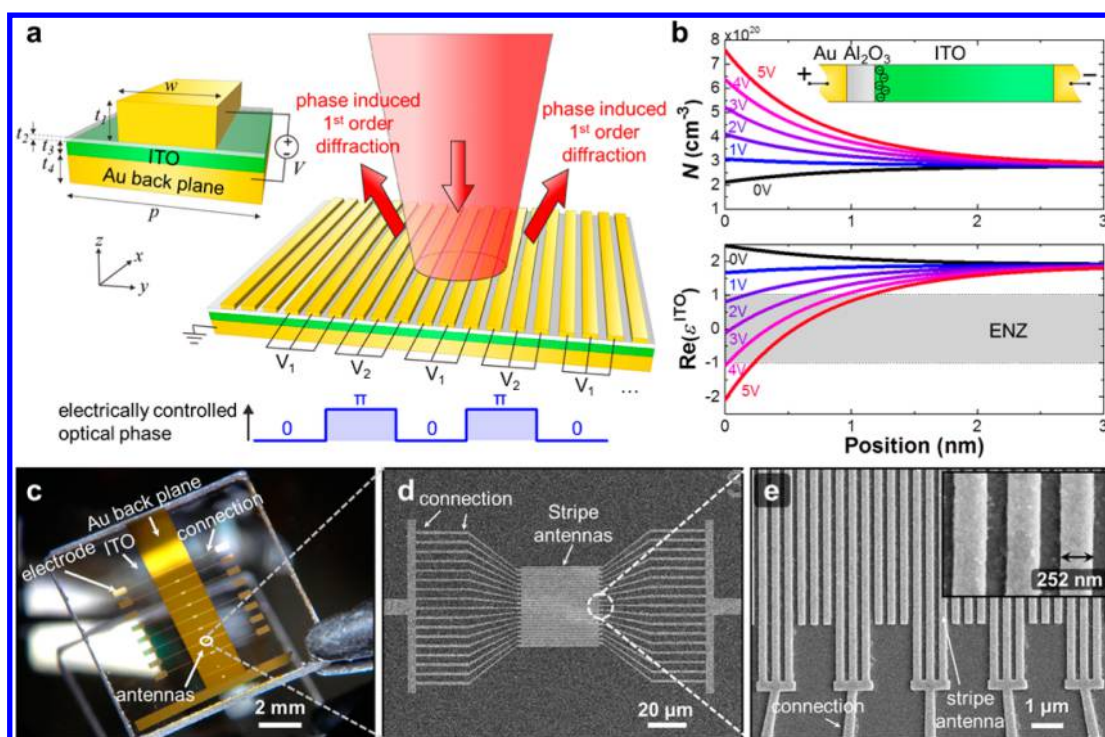 a
w
t₁
t₂
t₃
t₄
ITO
Au back plane
V
p
z
x
y
phase induced
1st order
diffraction
phase induced
1st order
diffraction
V₁
V₂
V₁
V₂
V₁
...
electrically controlled
optical phase
0
π
0
π
0
b
x10²⁰
8
7
6
5
4
3
2
1
0
N (cm⁻³)
Au Al₂O₃ ITO
+
−
5V
4V
3V
2V
1V
0V
0
1
2
3
2
1
0
-1
-2
Re(ε^ITO)
0V
1V
2V
3V
4V
5V
ENZ
0
1
2
3
Position (nm)
c
Au back plane
ITO
connection
electrode
antennas
2 mm
d
connection
Stripe
antennas
20 µm
e
252 nm
connection
stripe
antenna
1 µm